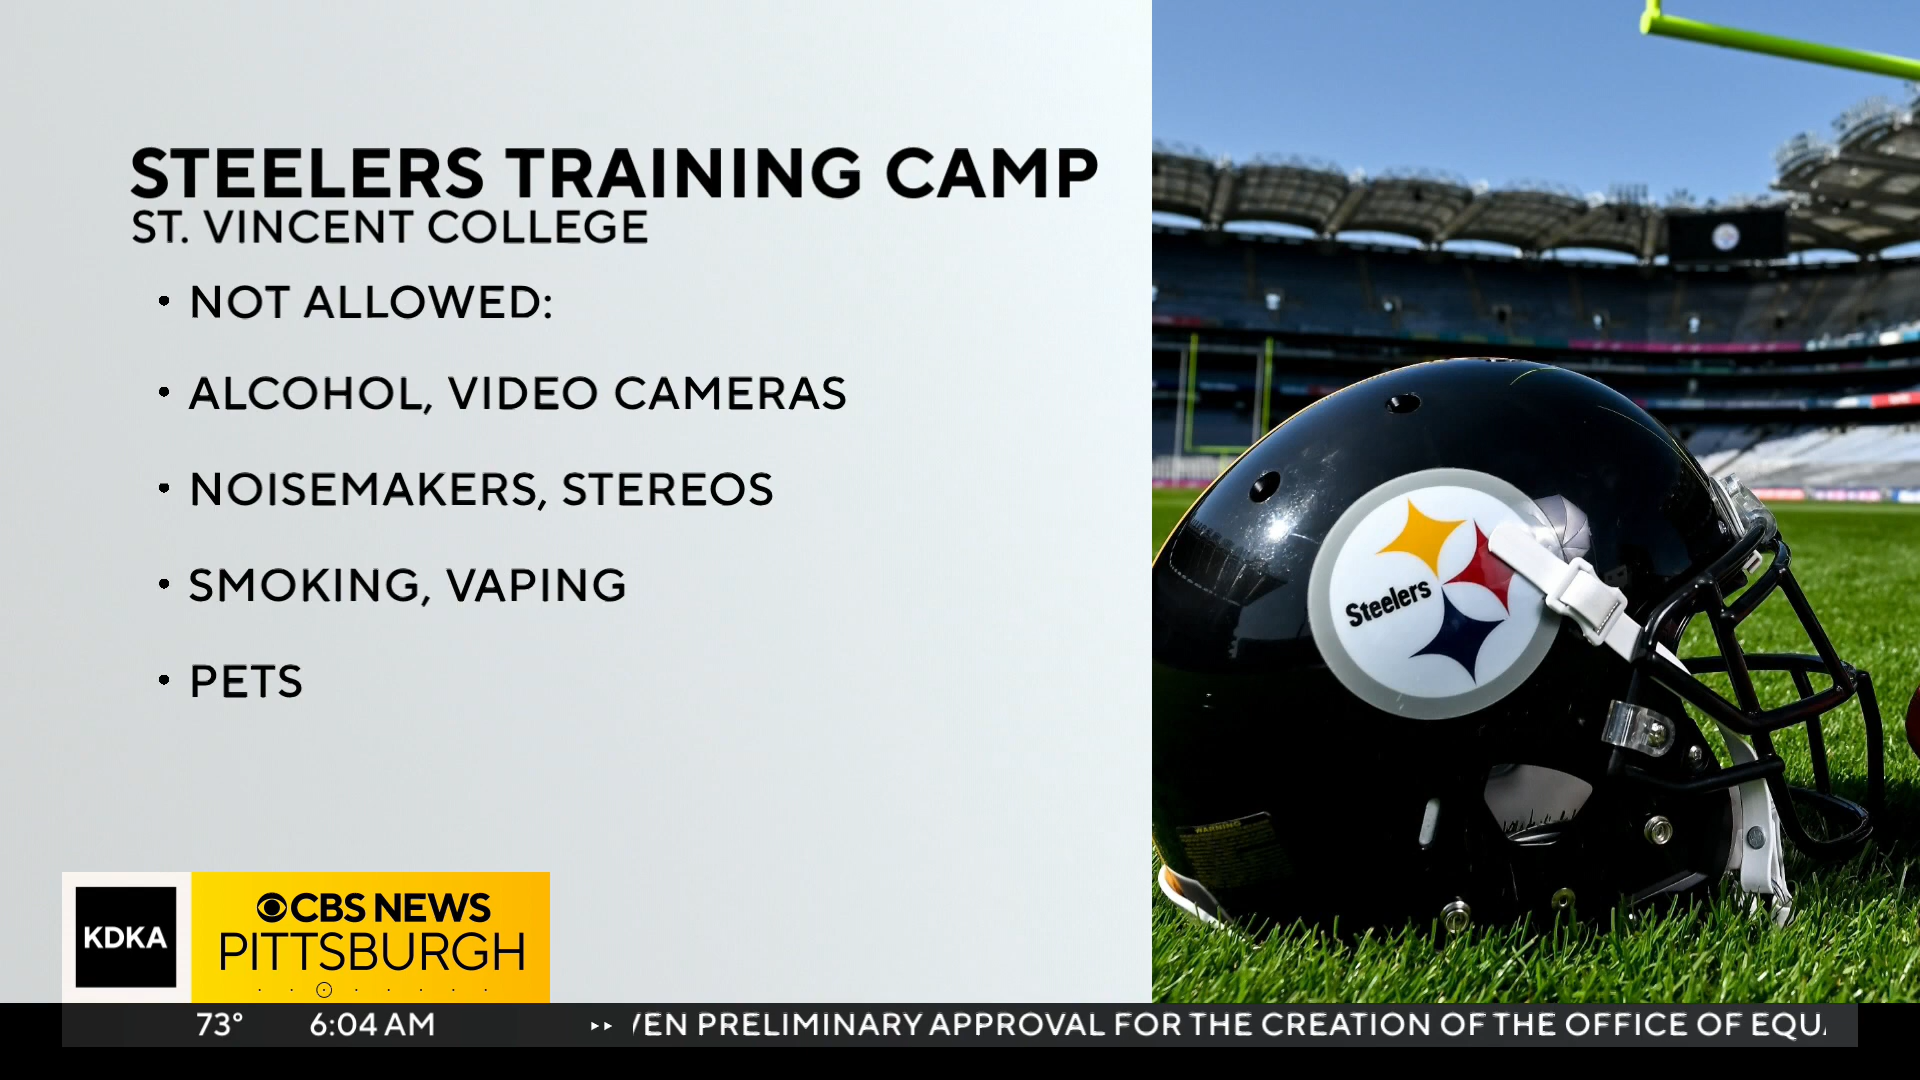 STEELERS TRAINING CAMP
ST. VINCENT COLLEGE
• NOT ALLOWED:
• ALCOHOL, VIDEO CAMERAS
• NOISEMAKERS, STEREOS
• SMOKING, VAPING
• PETS
Steelers
WARNING
KDKA
CBS NEWS
PITTSBURGH
73° 6:04 AM
PRELIMINARY APPROVAL FOR THE CREATION OF THE OFFICE OF